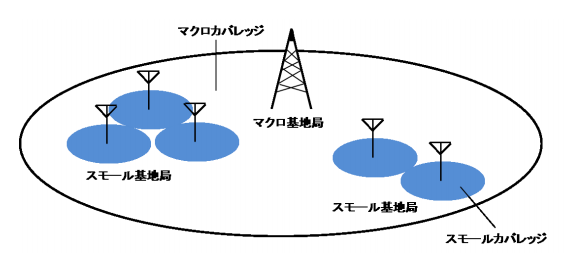 マクロカバレッジ
マクロ基地局
スモール基地局
スモール基地局
スモールカバレッジ